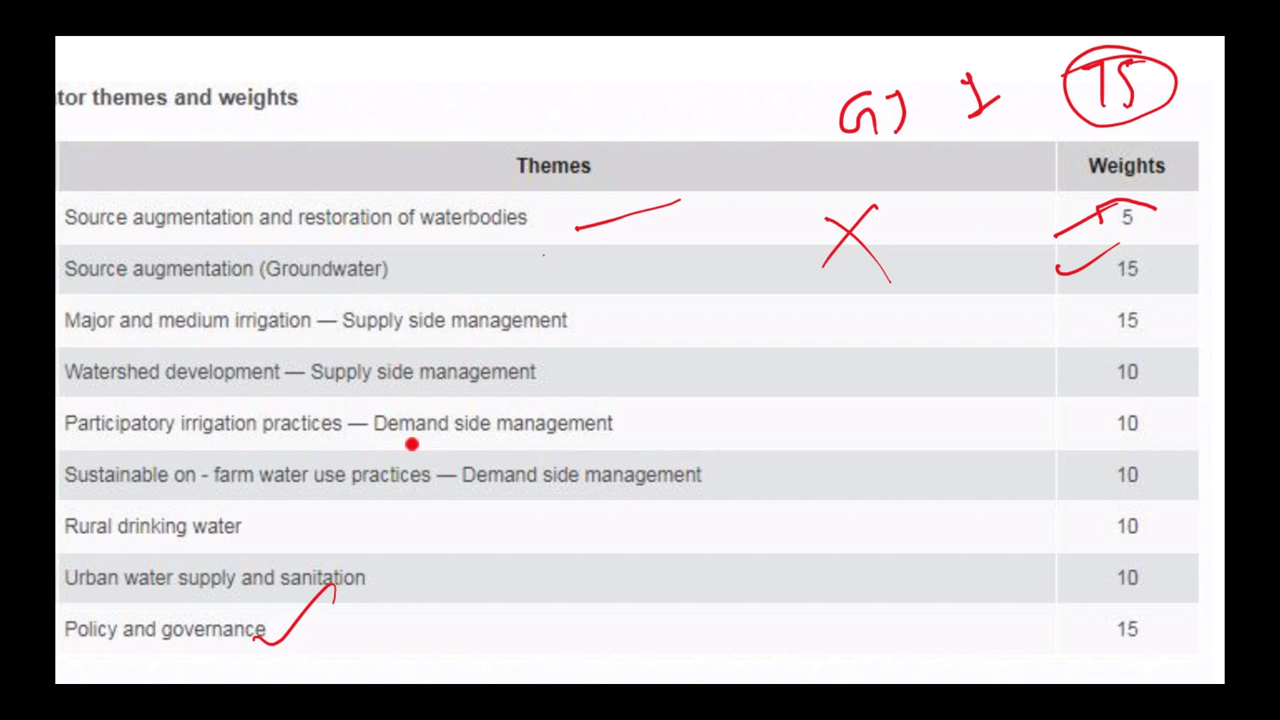 tor themes and weights
GJ 1 TS
Themes Weights
Source augmentation and restoration of waterbodies 5
Source augmentation (Groundwater) 15
Major and medium irrigation — Supply side management 15
Watershed development — Supply side management 10
Participatory irrigation practices — Demand side management 10
Sustainable on - farm water use practices — Demand side management 10
Rural drinking water 10
Urban water supply and sanitation 10
Policy and governance 15